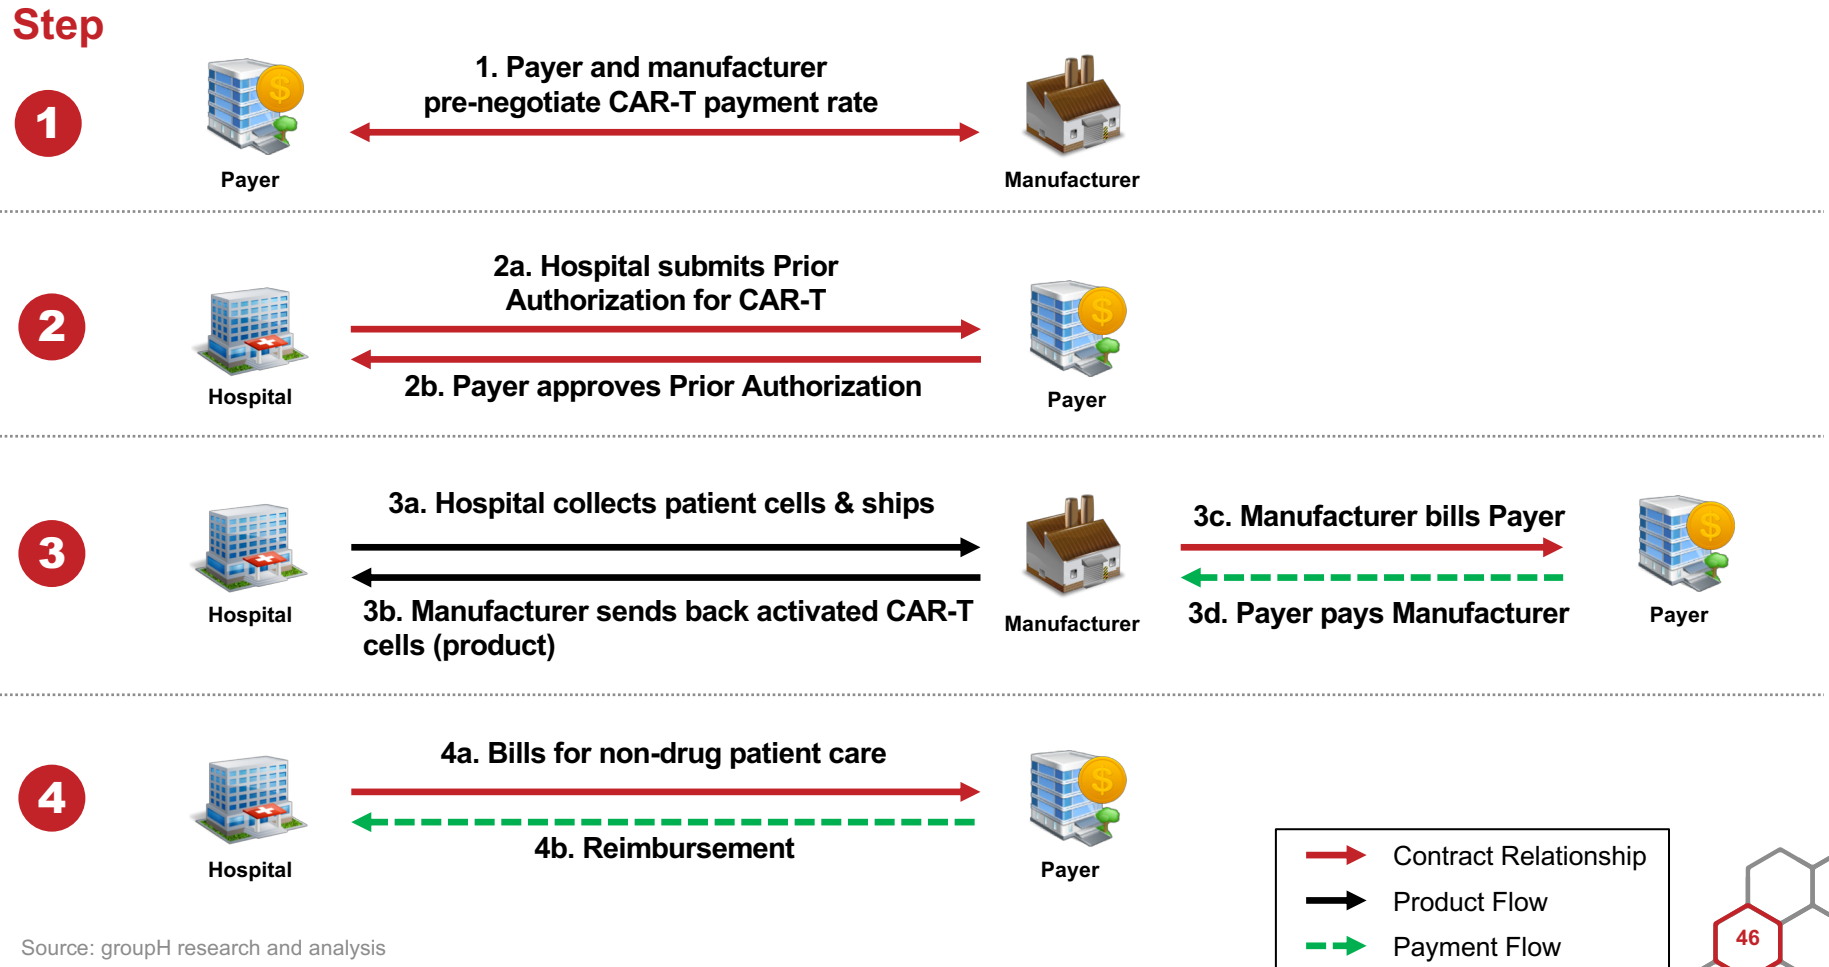 Step
1
1. Payer and manufacturer
pre-negotiate CAR-T payment rate
$
Payer
Manufacturer
2
2a. Hospital submits Prior
Authorization for CAR-T
2b. Payer approves Prior Authorization
$
Hospital
Payer
3
3a. Hospital collects patient cells & ships
3b. Manufacturer sends back activated CAR-T
cells (product)
3c. Manufacturer bills Payer
3d. Payer pays Manufacturer
$
Hospital
Manufacturer
Payer
4
4a. Bills for non-drug patient care
4b. Reimbursement
$
Hospital
Payer
Contract Relationship
Product Flow
Payment Flow
Source: groupH research and analysis
46